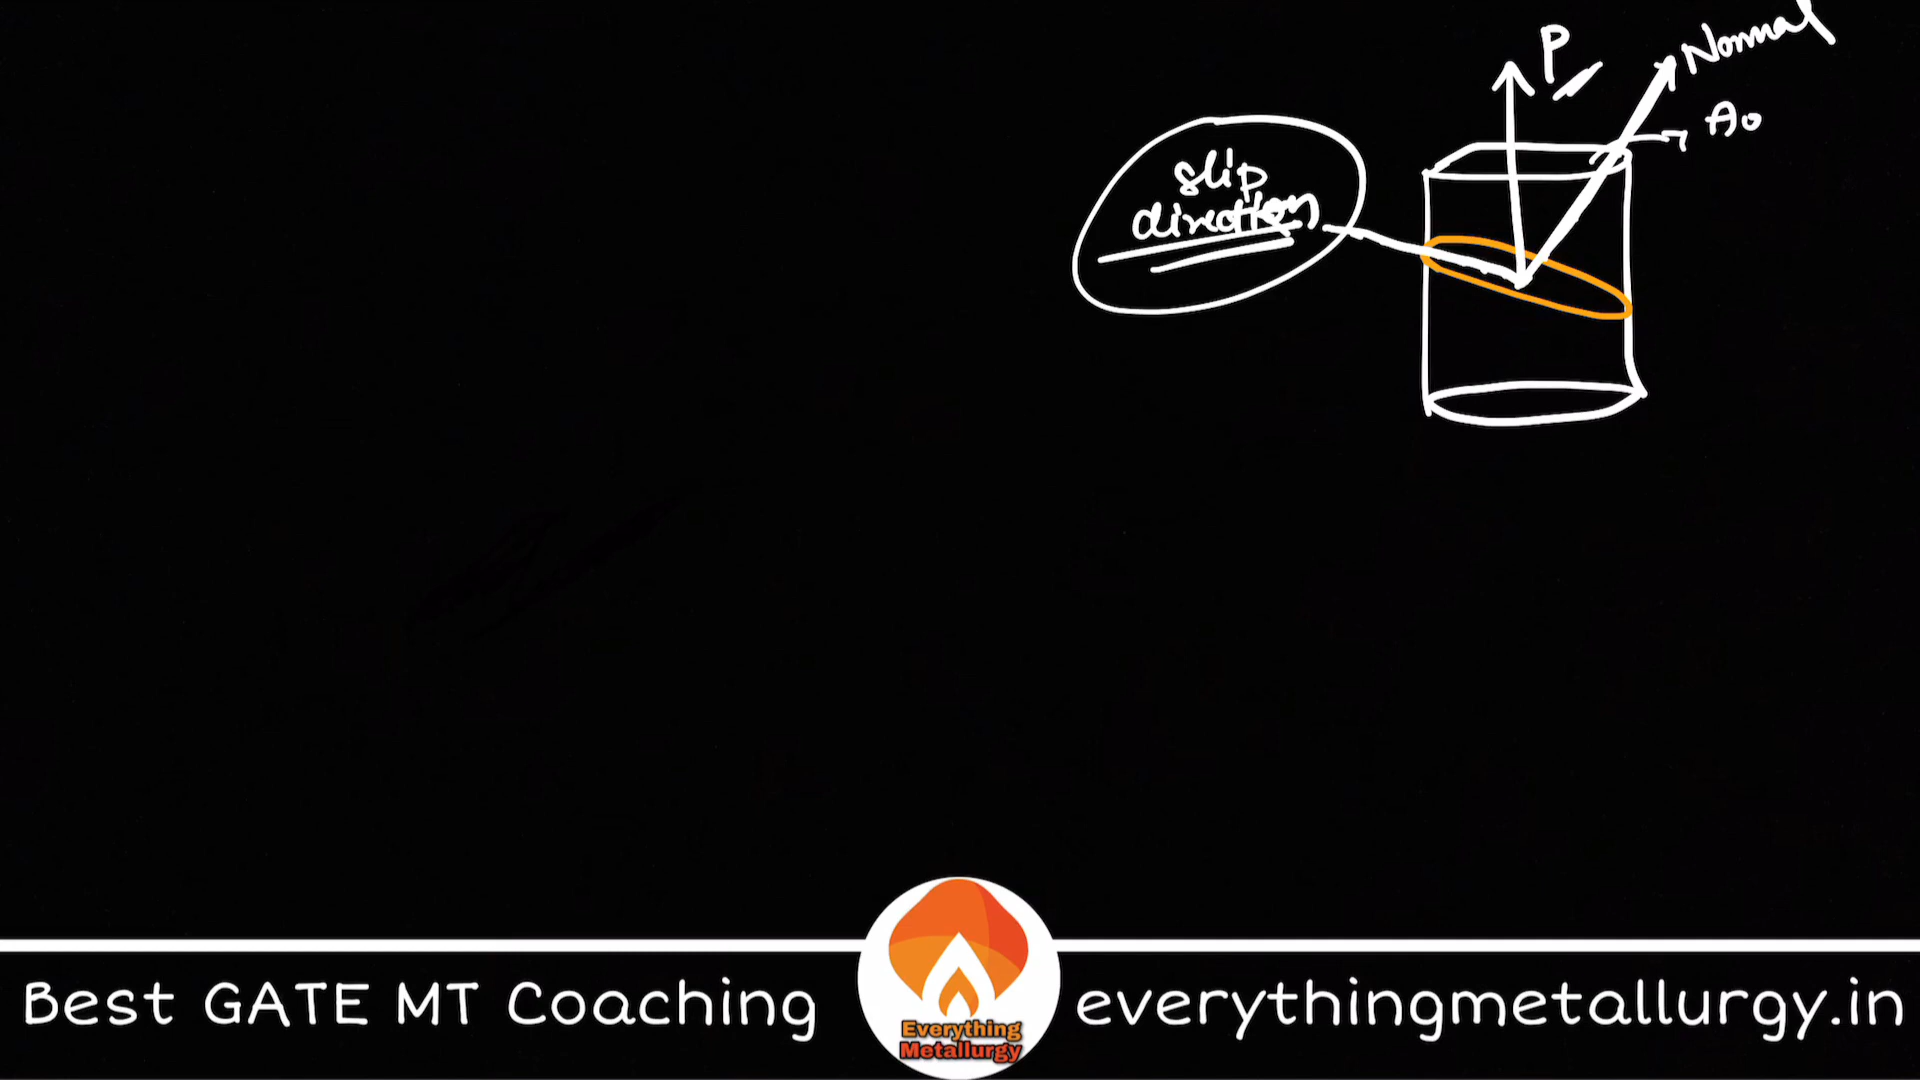 P
Normal
A0
slip
direction
Best GATE MT Coaching
Everything
Metallurgy
everythingmetallurgy.in